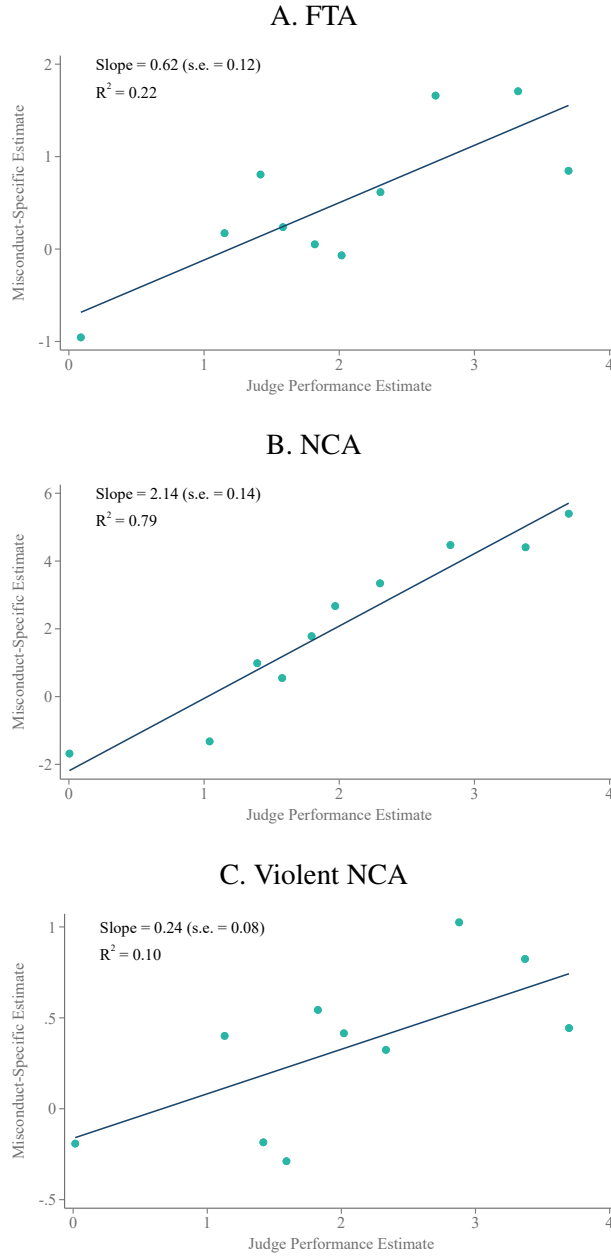 A. FTA
Slope = 0.62 (s.e. = 0.12)
R² = 0.22
Misconduct-Specific Estimate
2
1
0
-1
0 1 2 3 4
Judge Performance Estimate
B. NCA
Slope = 2.14 (s.e. = 0.14)
R² = 0.79
Misconduct-Specific Estimate
6
4
2
0
-2
0 1 2 3 4
Judge Performance Estimate
C. Violent NCA
Slope = 0.24 (s.e. = 0.08)
R² = 0.10
Misconduct-Specific Estimate
1
.5
0
-.5
0 1 2 3 4
Judge Performance Estimate